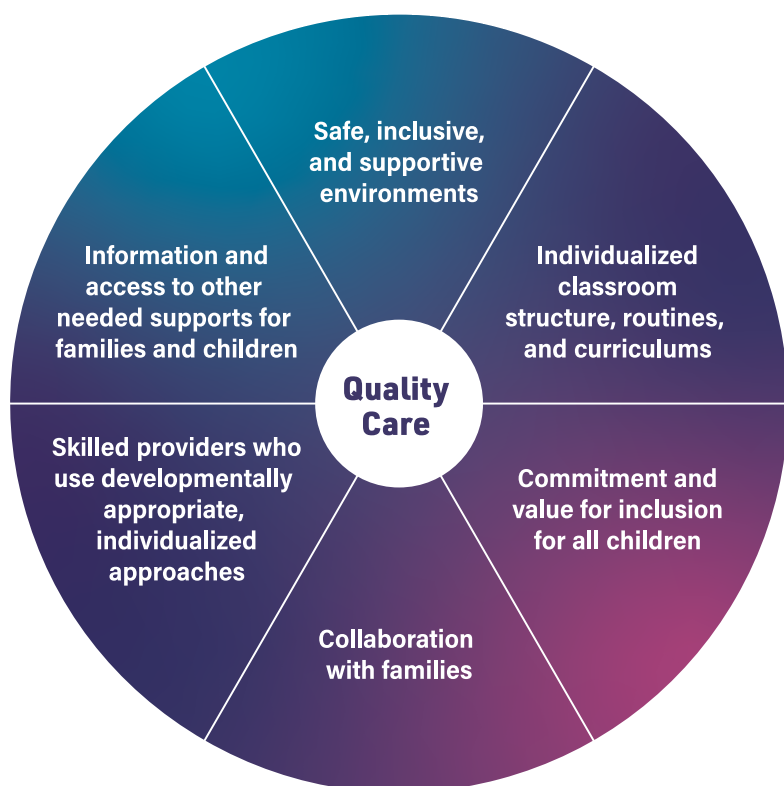 Safe, inclusive,
and supportive
environments
Individualized
classroom
structure, routines,
and curriculums
Commitment and
value for inclusion
for all children
Collaboration
with families
Skilled providers who
use developmentally
appropriate,
individualized
approaches
Information and
access to other
needed supports for
families and children
Quality
Care